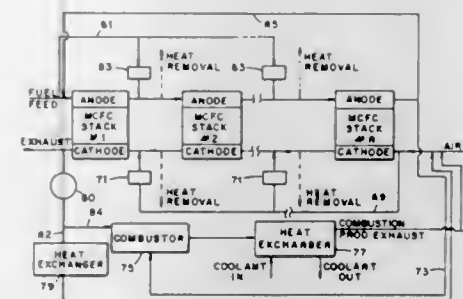 85
61
HEAT
REMOVAL
HEAT
REMOVAL
83
83
FUEL
FEED
ANODE
MCFC
STACK
#1
CATHODE
ANODE
MCFC
STACK
#2
CATHODE
ANODE
MCFC
STACK
#n
CATHODE
EXHAUST
AIR
71
HEAT
REMOVAL
71
HEAT
REMOVAL
89
80
84
82
COMBUSTOR
75
HEAT
EXCHANGER
77
COMBUSTION
PROD EXHAUST
HEAT
EXCHANGER
79
COOLANT
IN
COOLANT
OUT
73